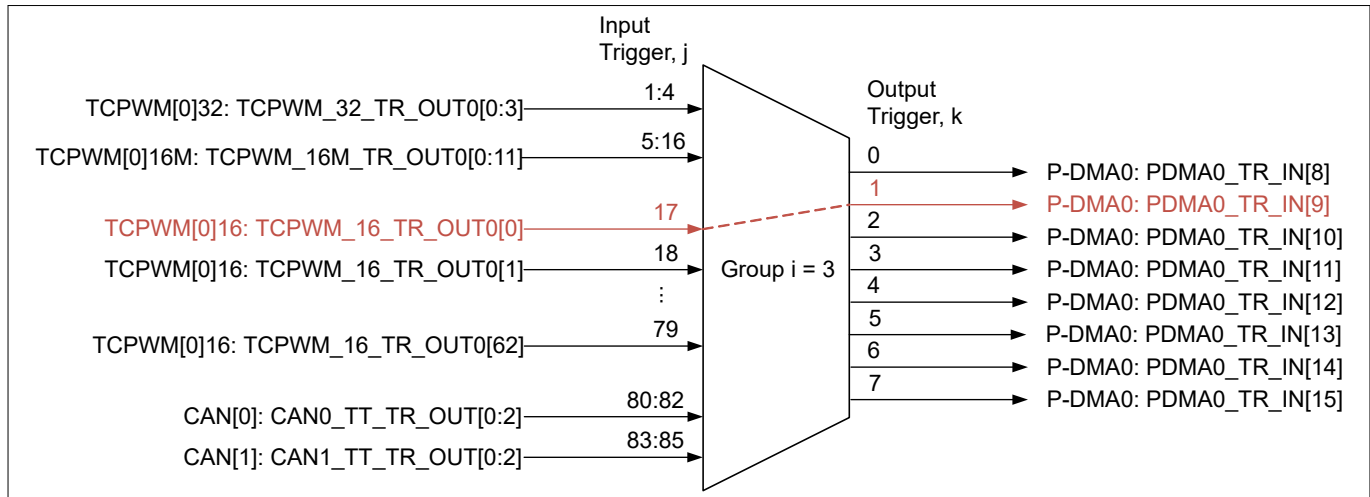 Input
Trigger, j
TCPWM[0]32: TCPWM_32_TR_OUT0[0:3]
1:4
TCPWM[0]16M: TCPWM_16M_TR_OUT0[0:11]
5:16
TCPWM[0]16: TCPWM_16_TR_OUT0[0]
17
TCPWM[0]16: TCPWM_16_TR_OUT0[1]
18
⋮
TCPWM[0]16: TCPWM_16_TR_OUT0[62]
79
CAN[0]: CAN0_TT_TR_OUT[0:2]
80:82
CAN[1]: CAN1_TT_TR_OUT[0:2]
83:85
Group i = 3
Output
Trigger, k
0
P-DMA0: PDMA0_TR_IN[8]
1
P-DMA0: PDMA0_TR_IN[9]
2
P-DMA0: PDMA0_TR_IN[10]
3
P-DMA0: PDMA0_TR_IN[11]
4
P-DMA0: PDMA0_TR_IN[12]
5
P-DMA0: PDMA0_TR_IN[13]
6
P-DMA0: PDMA0_TR_IN[14]
7
P-DMA0: PDMA0_TR_IN[15]